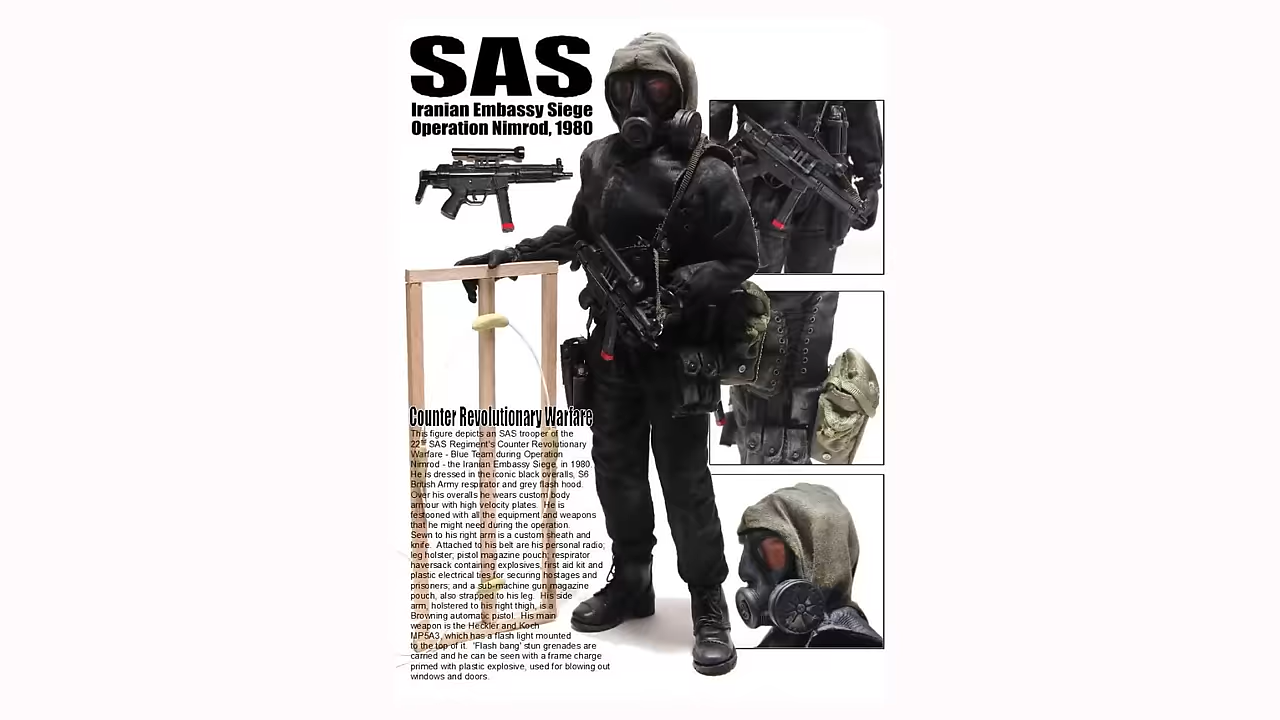 SAS
Iranian Embassy Siege
Operation Nimrod, 1980
Counter Revolutionary Warfare
This figure depicts an SAS trooper of the
22nd SAS Regiment's Counter Revolutionary
Warfare - Blue Team during Operation
Nimrod - the Iranian Embassy Siege, in 1980.
He is dressed in the iconic black overalls, S6
British Army respirator and grey flash hood.
Over his overalls he wears custom body
armour with high velocity plates. He is
festooned with all the equipment and weapons
that he might need during the operation.
Sewn to his right arm is a custom sheath and
knife. Attached to his belt are his personal radio;
leg holster; pistol magazine pouch; respirator
haversack containing explosives, first aid kit and
plastic electrical ties for securing hostages and
prisoners; and a sub-machine gun magazine
pouch, also strapped to his leg. His side
arm, holstered to his right thigh, is a
Browning automatic pistol. His main
weapon is the Heckler and Koch
MP5A3, which has a flash light mounted
to the top of it. 'Flash bang' stun grenades are
carried and he can be seen with a frame charge
primed with plastic explosive, used for blowing out
windows and doors.